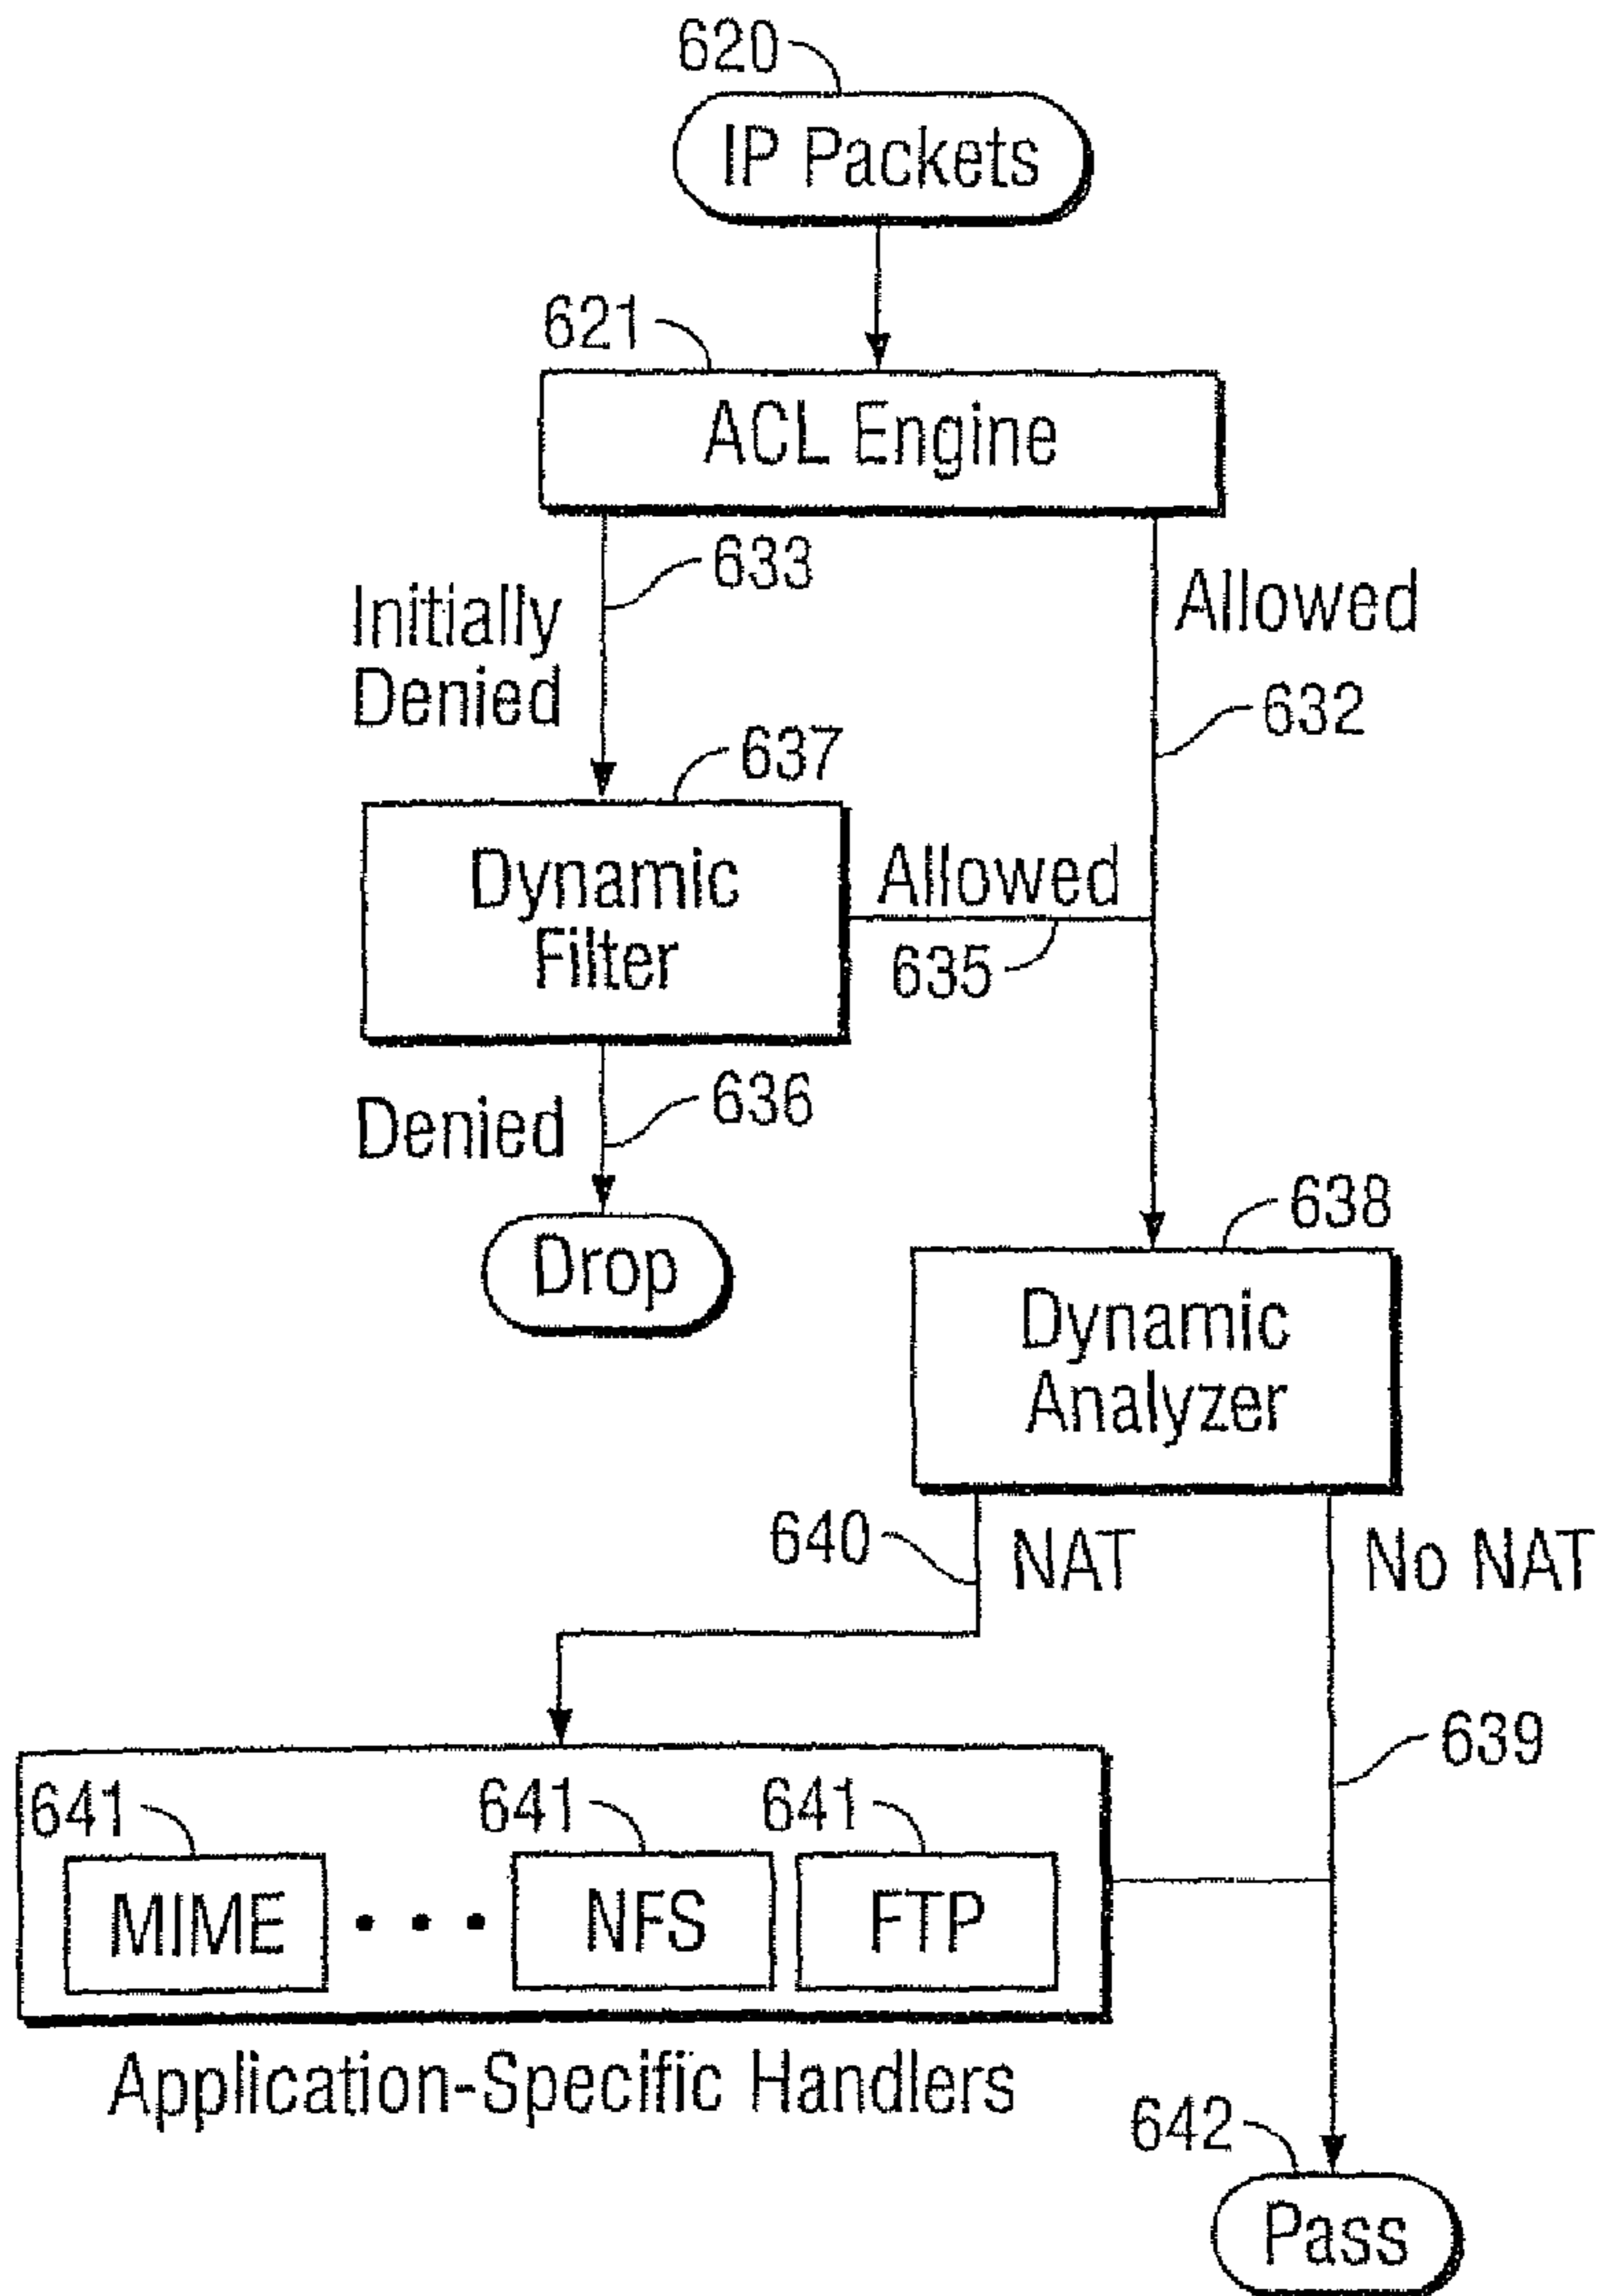 620
IP Packets
621
ACL Engine
633
Initially
Denied
Allowed
632
637
Dynamic
Filter
Allowed
635
Denied
636
Drop
638
Dynamic
Analyzer
640
NAT
No NAT
639
641
641
641
MIME • • • NFS
FTP
Application-Specific Handlers
642
Pass